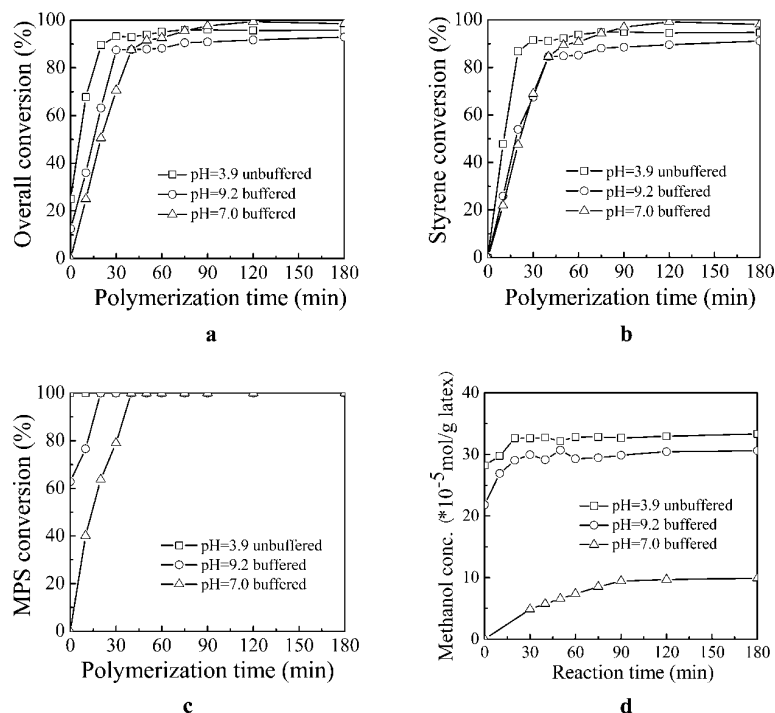 Overall conversion (%)
100
80
60
40
20
0
pH=3.9 unbuffered
pH=9.2 buffered
pH=7.0 buffered
0 30 60 90 120 150 180
Polymerization time (min)
a
Styrene conversion (%)
100
80
60
40
20
0
pH=3.9 unbuffered
pH=9.2 buffered
pH=7.0 buffered
0 30 60 90 120 150 180
Polymerization time (min)
b
MPS conversion (%)
100
80
60
40
20
0
pH=3.9 unbuffered
pH=9.2 buffered
pH=7.0 buffered
0 30 60 90 120 150 180
Polymerization time (min)
c
Methanol conc. (*10-5mol/g latex)
40
30
20
10
0
pH=3.9 unbuffered
pH=9.2 buffered
pH=7.0 buffered
0 30 60 90 120 150 180
Reaction time (min)
d